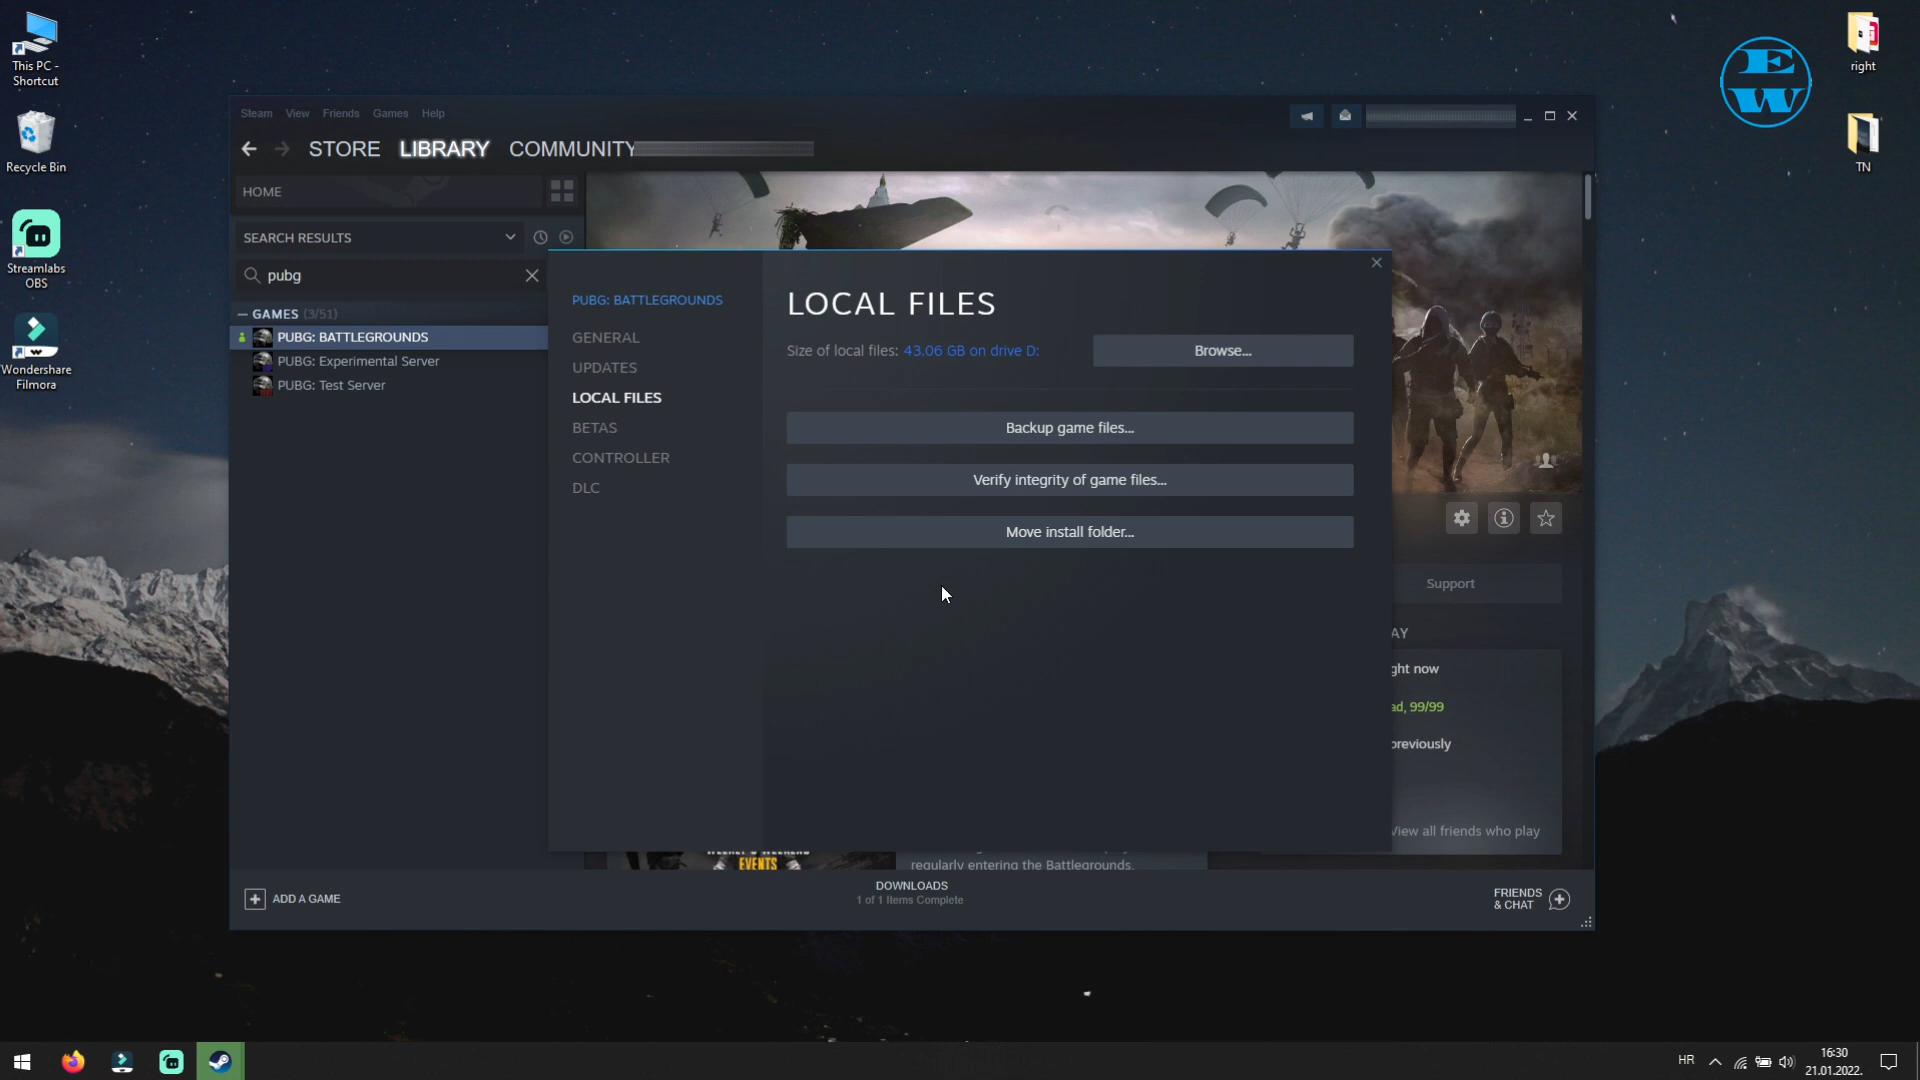 This PC -
Shortcut
Recycle Bin
Streamlabs
OBS
Wondershare
Filmora
right
TN
EW
Steam View Friends Games Help
STORE LIBRARY COMMUNITY
HOME
SEARCH RESULTS
pubg
GAMES (3/51)
PUBG: BATTLEGROUNDS
PUBG: Experimental Server
PUBG: Test Server
PUBG: BATTLEGROUNDS
GENERAL
UPDATES
LOCAL FILES
BETAS
CONTROLLER
DLC
LOCAL FILES
Size of local files: 43.06 GB on drive D:
Browse...
Backup game files...
Verify integrity of game files...
Move install folder...
Support
AY
ght now
ad, 99/99
previously
View all friends who play
EVENTS
regularly entering the Battlegrounds.
ADD A GAME
DOWNLOADS
1 of 1 Items Complete
FRIENDS
& CHAT
HR
16:30
21.01.2022.